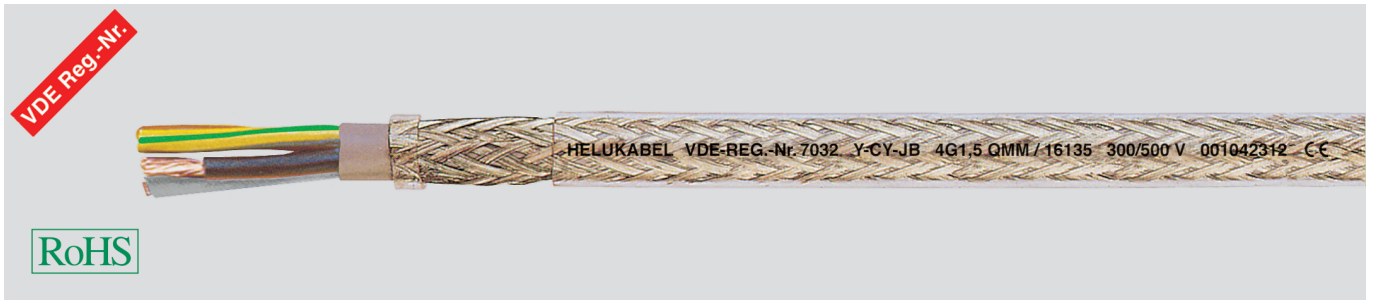 VDE Reg.-Nr.
HELUKABEL VDE-REG.-Nr. 7032 Y-CY-JB 4G1,5 QMM / 16135 300/500 V 001042312 CE
RoHS